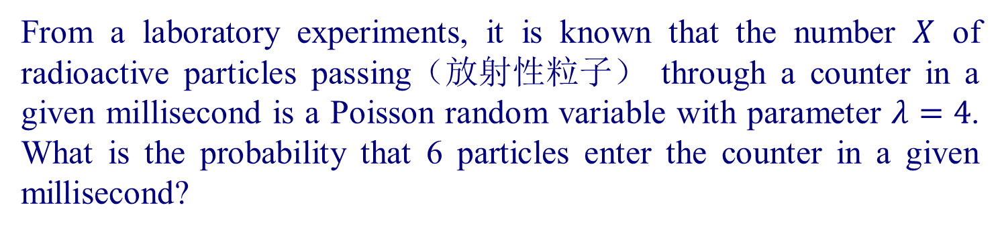 From a laboratory experiments, it is known that the number X of
radioactive particles passing（放射性粒子） through a counter in a
given millisecond is a Poisson random variable with parameter λ = 4.
What is the probability that 6 particles enter the counter in a given
millisecond?